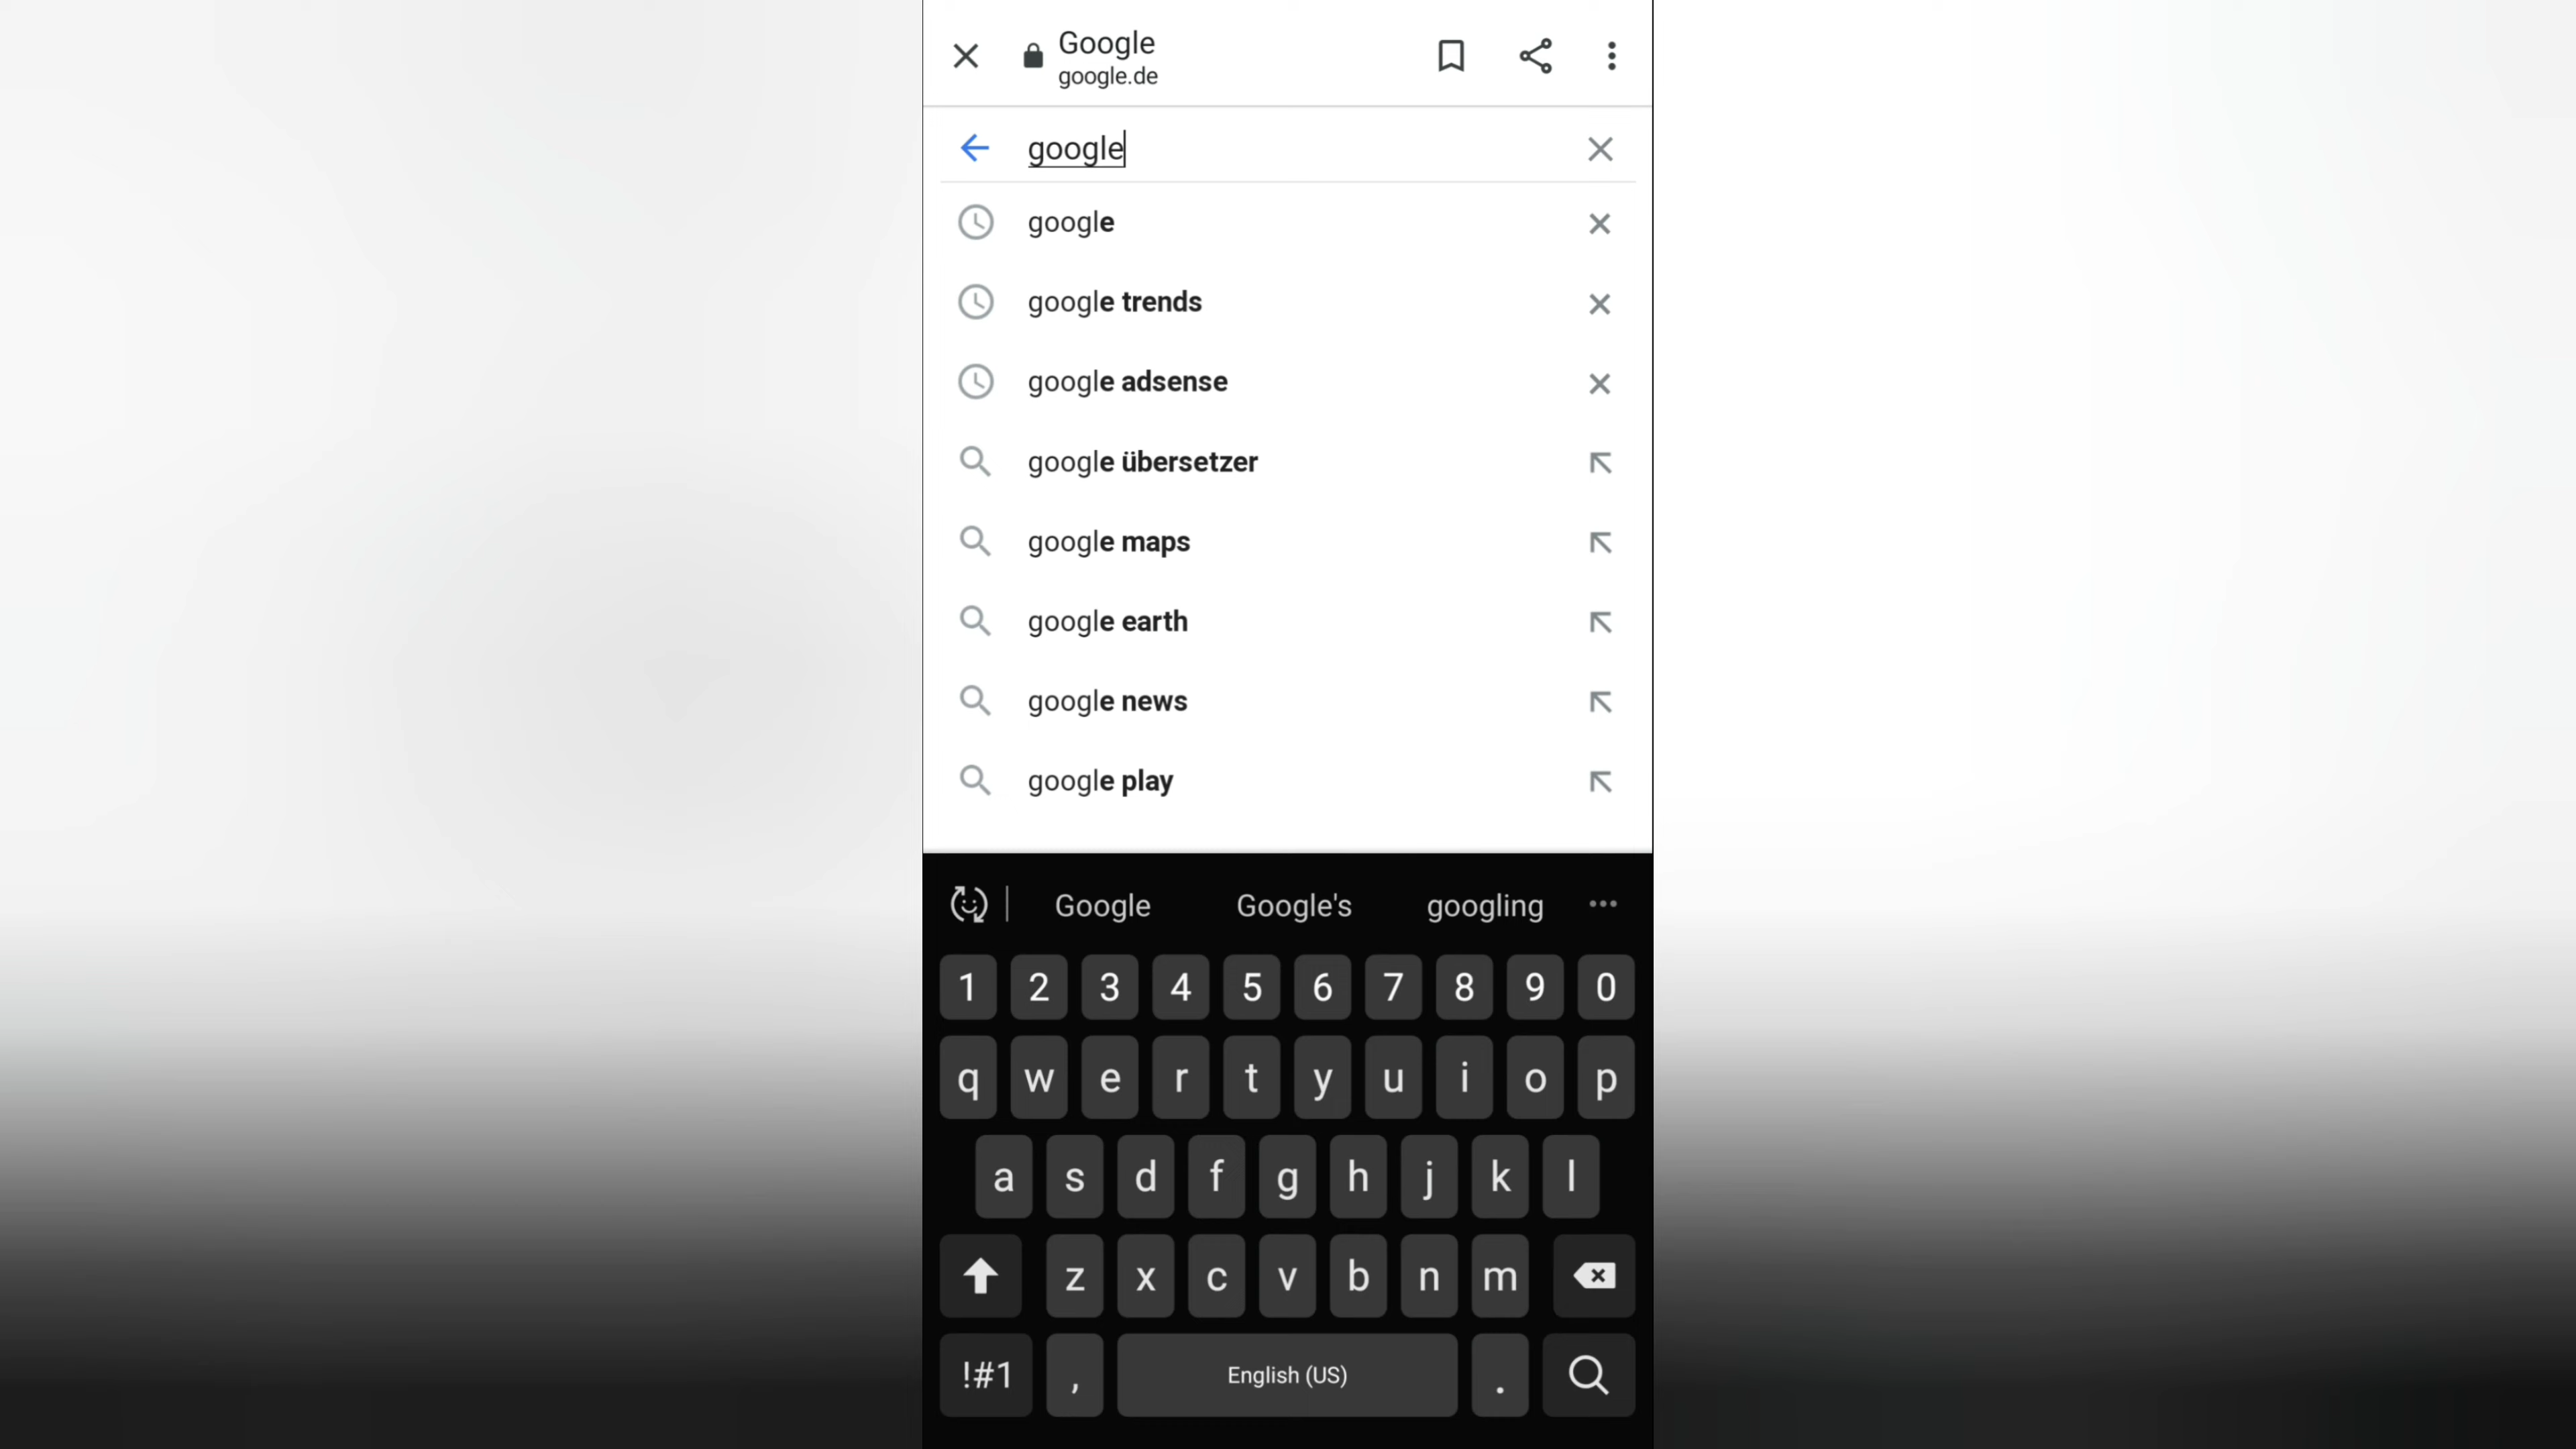 Google
google.de
google
google
google trends
google adsense
google übersetzer
google maps
google earth
google news
google play
Google Google's googling
1 2 3 4 5 6 7 8 9 0
q w e r t y u i o p
a s d f g h j k l
z x c v b n m
!#1 , English (US) .